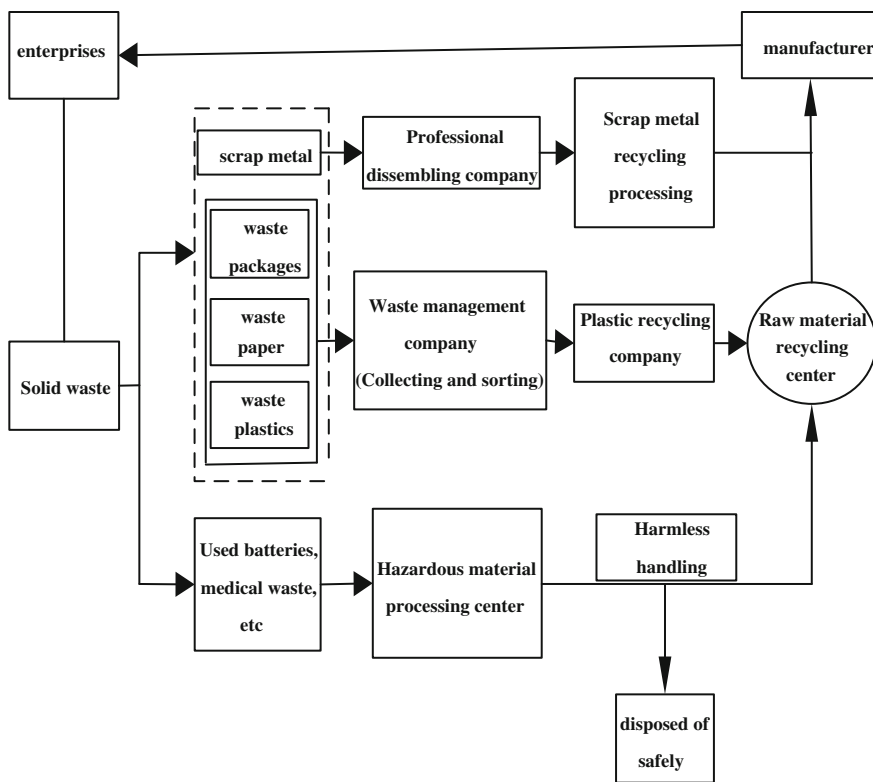 enterprises
manufacturer
scrap metal
Professional
dissembling company
Scrap metal
recycling
processing
waste
packages
waste
paper
waste
plastics
Waste management
company
(Collecting and sorting)
Plastic recycling
company
Raw material
recycling
center
Solid waste
Used batteries,
medical waste,
etc
Hazardous material
processing center
Harmless
handling
disposed of
safely